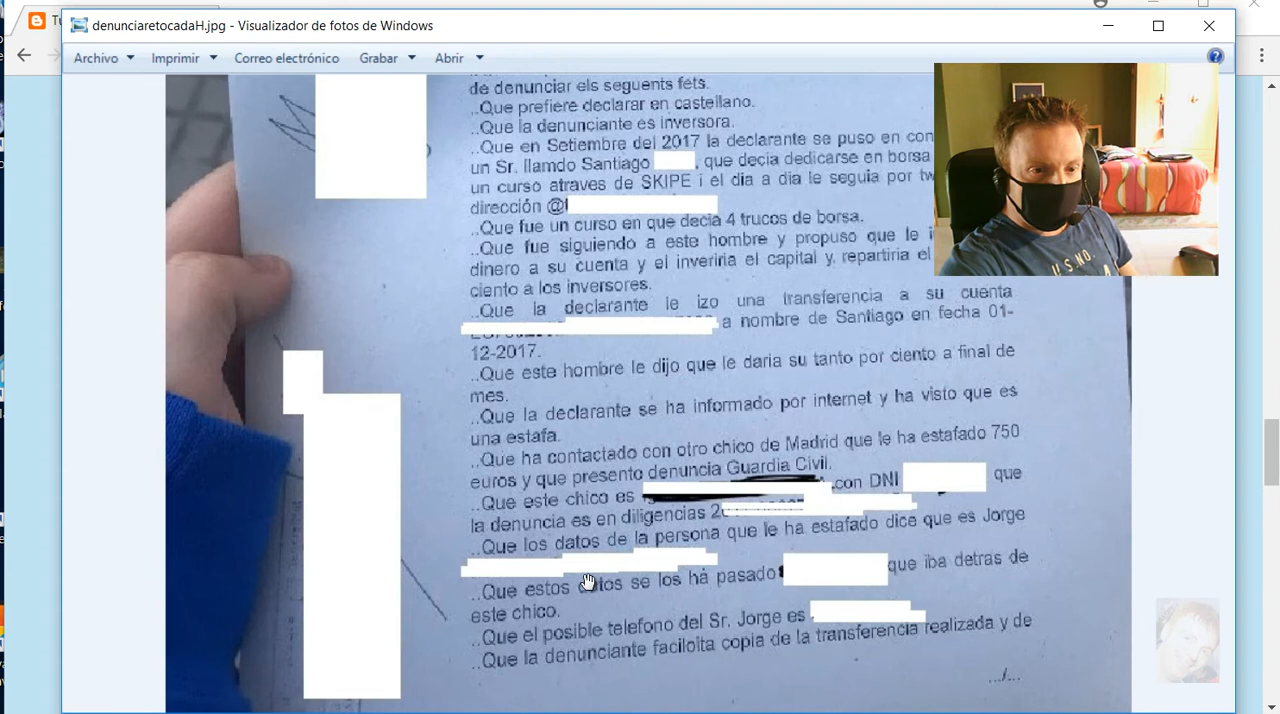 denunciaretocadaH.jpg - Visualizador de fotos de Windows
Archivo Imprimir Correo electrónico Grabar Abrir
de denunciar els seguents fets.
..Que prefiere declarar en castellano.
..Que la denunciante es inversora.
..Que en Setiembre del 2017 la declarante se puso en con
un Sr. llamdo Santiago , que decia dedicarse en borsa
un curso atraves de SKIPE i el dia a dia le seguia por tw
dirección @
..Que fue un curso en que decia 4 trucos de borsa.
..Que fue siguiendo a este hombre y propuso que le i
dinero a su cuenta y el inveriria el capital y, repartiria el
ciento a los inversores.
..Que la declarante le izo una transferencia a su cuenta
a nombre de Santiago en fecha 01-
12-2017.
..Que este hombre le dijo que le daria su tanto por ciento a final de
mes.
..Que la declarante se ha informado por internet y ha visto que es
una estafa.
..Que ha contactado con otro chico de Madrid que le ha estafado 750
euros y que presento denuncia Guardia Civil.
..Que este chico es con DNI que
la denuncia es en diligencias 2
..Que los datos de la persona que le ha estafado dice que es Jorge
..Que estos datos se los ha pasado que iba detras de
este chico.
..Que el posible telefono del Sr. Jorge es
..Que la denunciante faciloita copia de la transferencia realizada y de
.../...
U.S.NO.